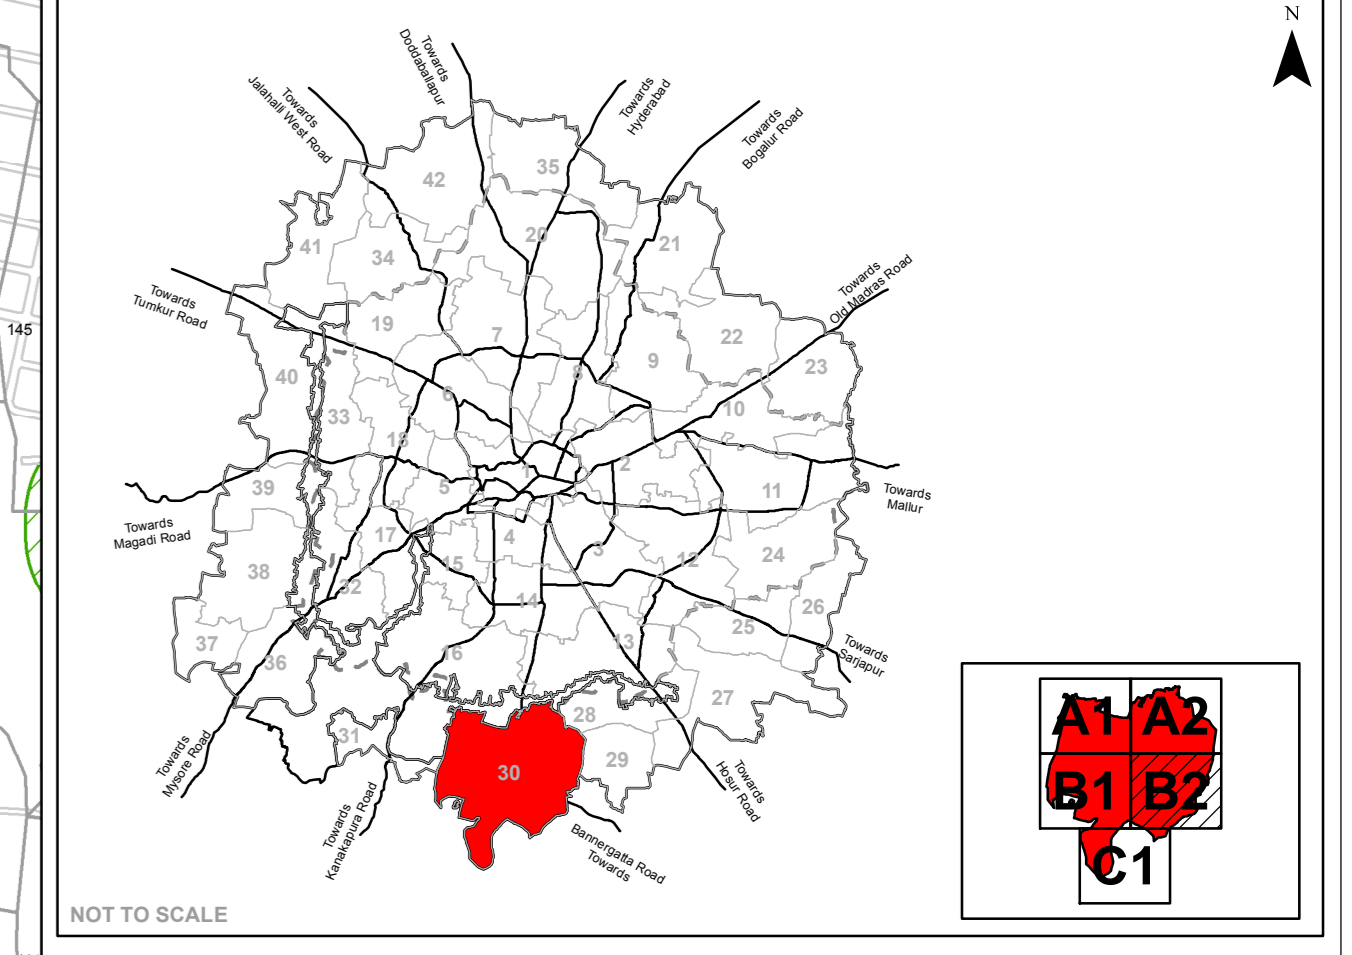 N
Towards
Doddaballapur
Towards
Jalahalli West Road
Towards
Hyderabad
Towards
Bogalur Road
42
35
20
21
41
34
Towards
Old Madras Road
Towards
Tumkur Road
145
19
7
22
9
23
8
40
6
10
33
18
1
2
5
39
11
Towards
Mallur
Towards
Magadi Road
17
4
3
15
12
24
38
32
14
26
25
37
13
16
36
Towards
Sarjapur
27
28
31
29
30
Towards
Mysore Road
Towards
Kanakapura Road
Towards
Hosur Road
Bannergatta Road
Towards
A1
A2
B1
B2
C1
NOT TO SCALE